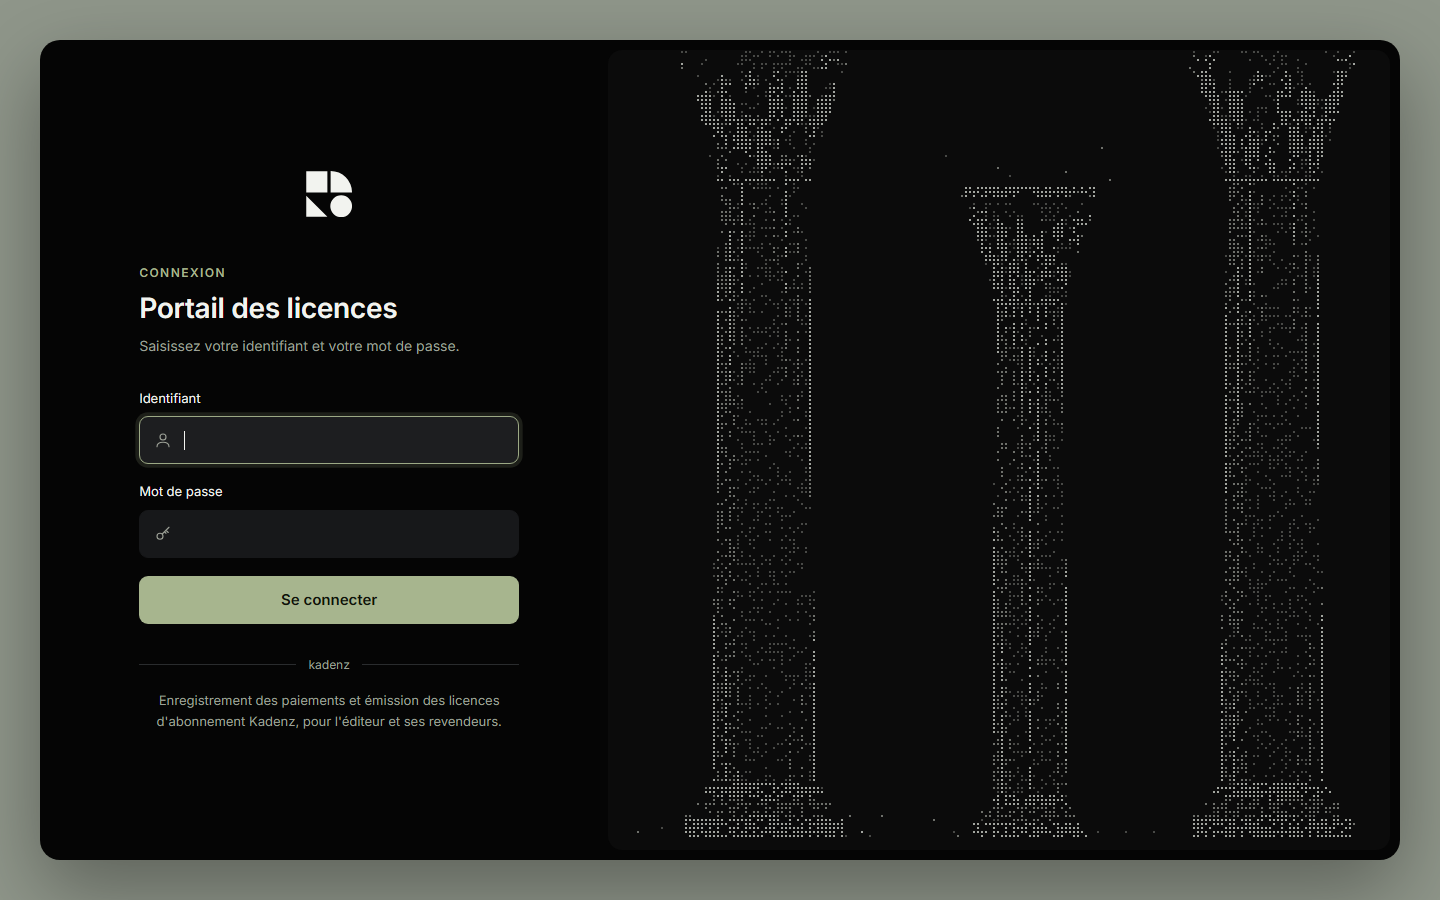 CONNEXION
Portail des licences
Saisissez votre identifiant et votre mot de passe.
Identifiant
Mot de passe
Se connecter
kadenz
Enregistrement des paiements et émission des licences
d'abonnement Kadenz, pour l'éditeur et ses revendeurs.